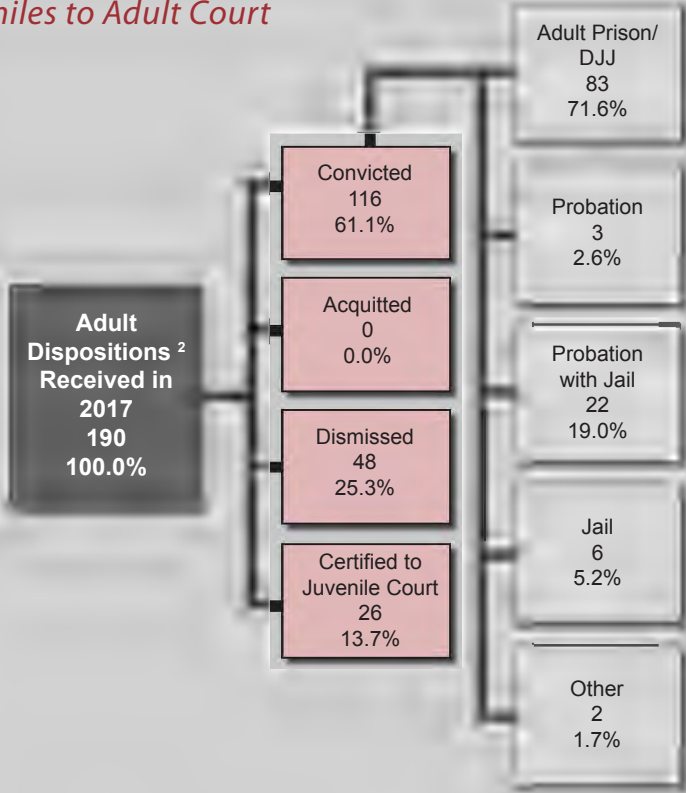 to Adult Court
Adult
Dispositions ²
Received in
2017
190
100.0%
Convicted
116
61.1%
Acquitted
0
0.0%
Dismissed
48
25.3%
Certified to
Juvenile Court
26
13.7%
Adult Prison/
DJJ
83
71.6%
Probation
3
2.6%
Probation
with Jail
22
19.0%
Jail
6
5.2%
Other
2
1.7%